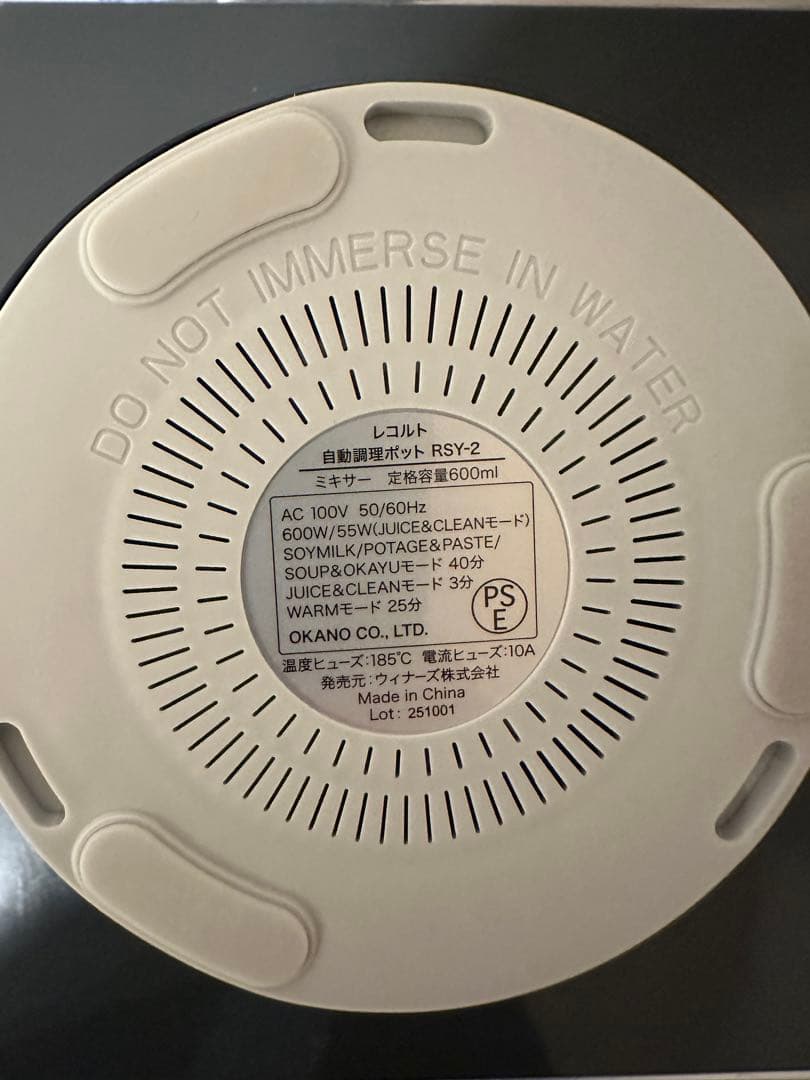 DO NOT IMMERSE IN WATER
レコルト
自動調理ポット RSY-2
ミキサー 定格容量600ml
AC 100V 50/60Hz
600W/55W(JUICE&CLEANモード)
SOYMILK/POTAGE&PASTE/
SOUP&OKAYUモード 40分
JUICE&CLEANモード 3分
WARMモード 25分
PS
E
OKANO CO., LTD.
温度ヒューズ:185℃ 電流ヒューズ:10A
発売元:ウィナーズ株式会社
Made in China
Lot: 251001